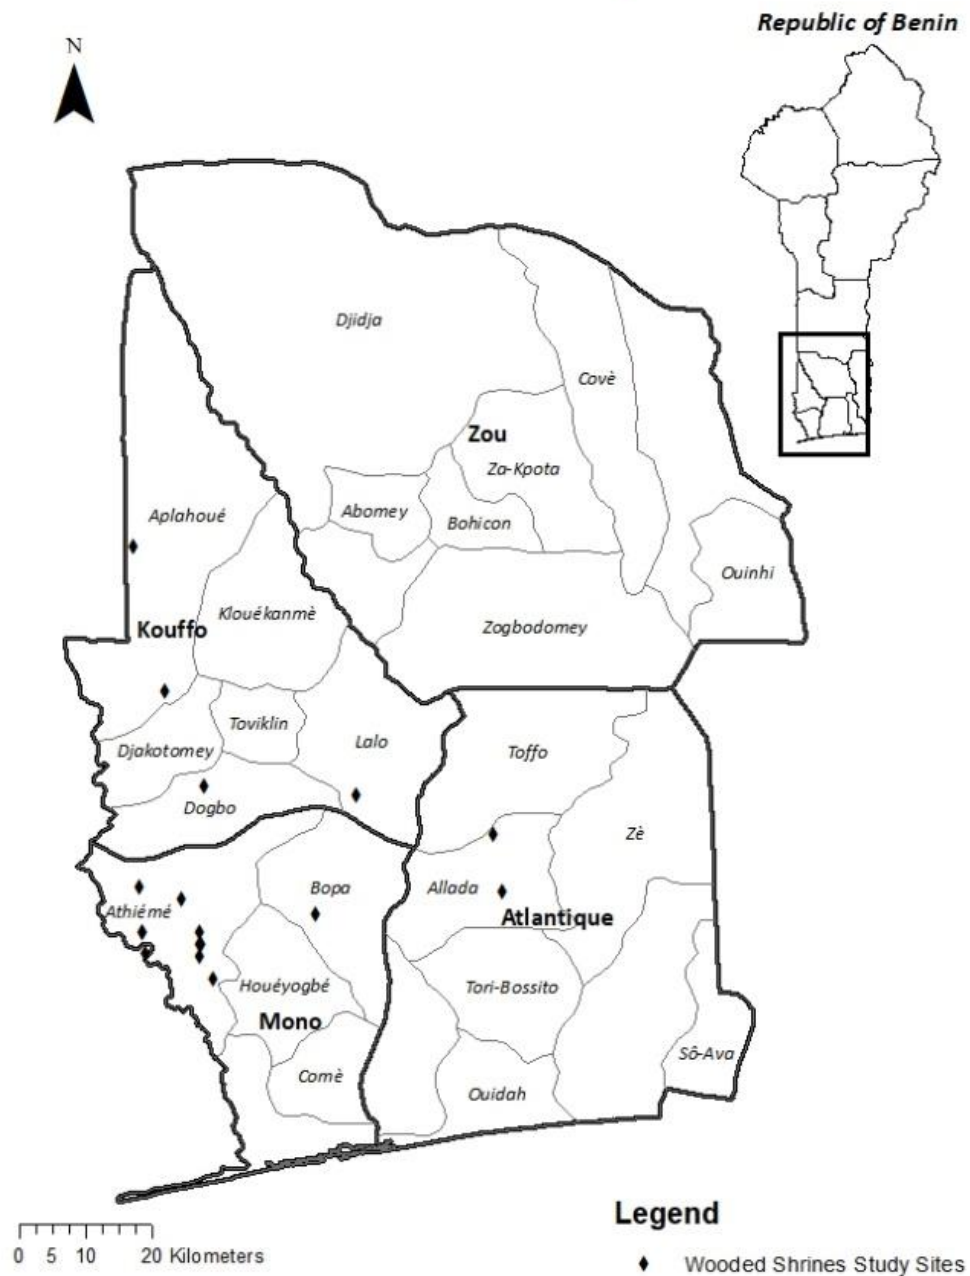 Republic of Benin
N
Djidja
Covè
Zou
Za-Kpota
Abomey
Bohicon
Aplahoué
Ouinhi
Klouékanmè
Zogbodomey
Kouffo
Toviklin
Djakotomey
Lalo
Toffo
Dogbo
Zè
Bopa
Allada
Athiémé
Atlantique
Houéyogbé
Tori-Bossito
Mono
Sô-Ava
Comè
Ouidah
Legend
0 5 10 20 Kilometers
Wooded Shrines Study Sites